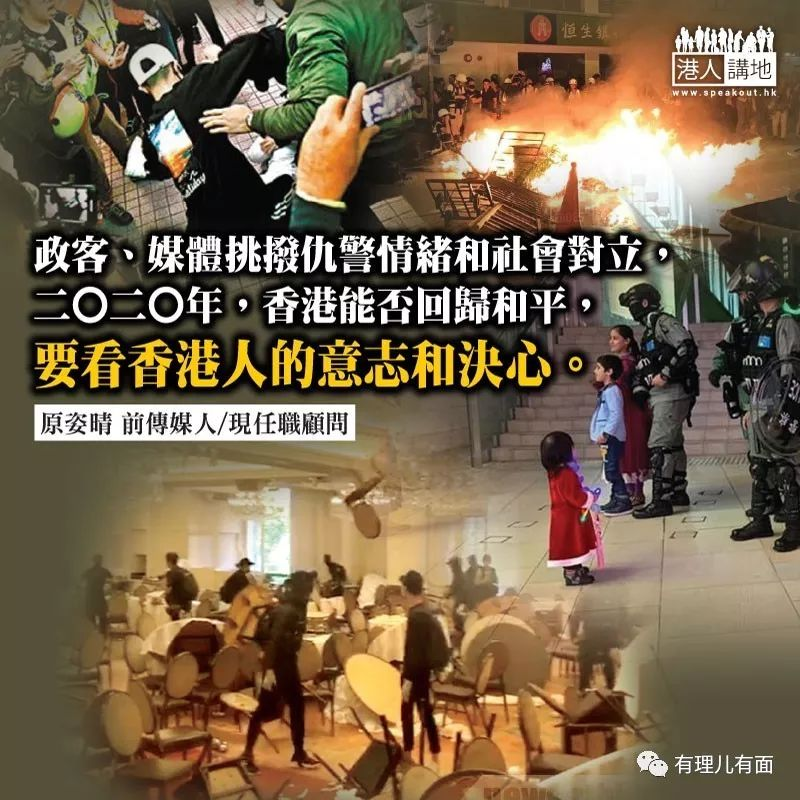 恒生銀
港人講地
www.speakout.hk
政客、媒體挑撥仇警情緒和社會對立，
二〇二〇年，香港能否回歸和平，
要看香港人的意志和決心。
原姿晴 前傳媒人/現任職顧問
有理儿有面